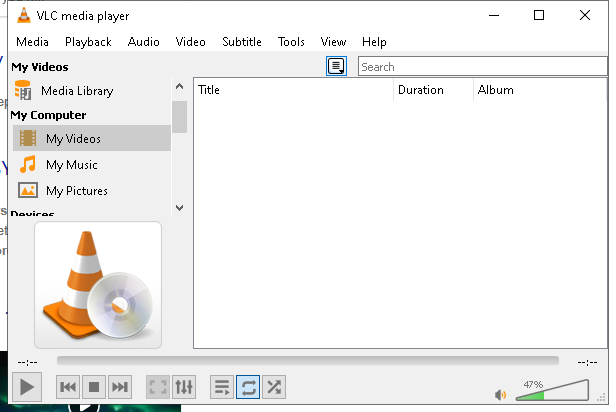 VLC media player
Media Playback Audio Video Subtitle Tools View Help
My Videos
Search
Media Library
Title Duration Album
My Computer
My Videos
My Music
My Pictures
Devices
--:--
--:--
47%